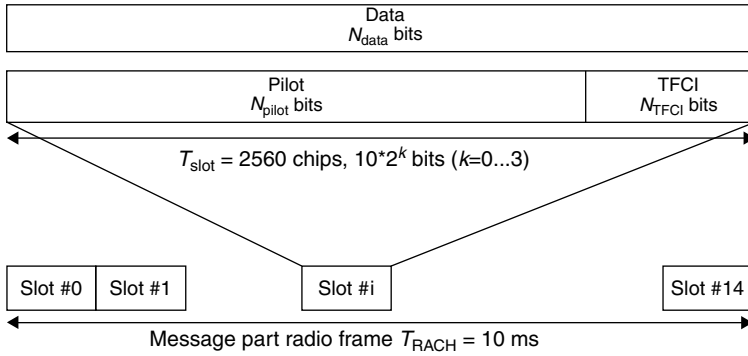 Data
N_data bits
Pilot
N_pilot bits
TFCI
N_TFCI bits
T_slot = 2560 chips, 10*2^k bits (k=0...3)
Slot #0 Slot #1 Slot #i Slot #14
Message part radio frame T_RACH = 10 ms